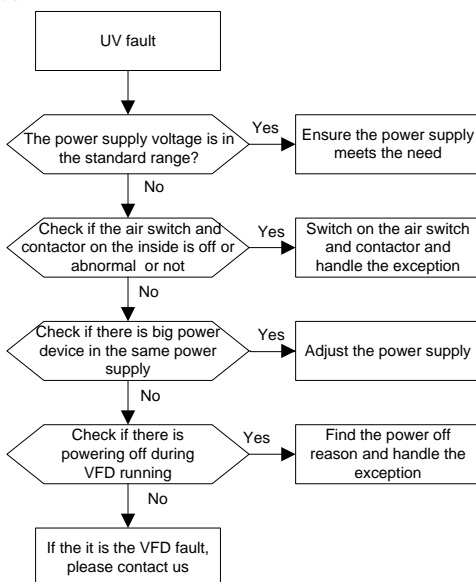 UV fault
The power supply voltage is in
the standard range?
Yes
Ensure the power supply
meets the need
No
Check if the air switch and
contactor on the inside is off or
abnormal or not
Yes
Switch on the air switch
and contactor and
handle the exception
No
Check if there is big power
device in the same power
supply
Yes
Adjust the power supply
No
Check if there is
powering off during
VFD running
Yes
Find the power off
reason and handle the
exception
No
If the it is the VFD fault,
please contact us